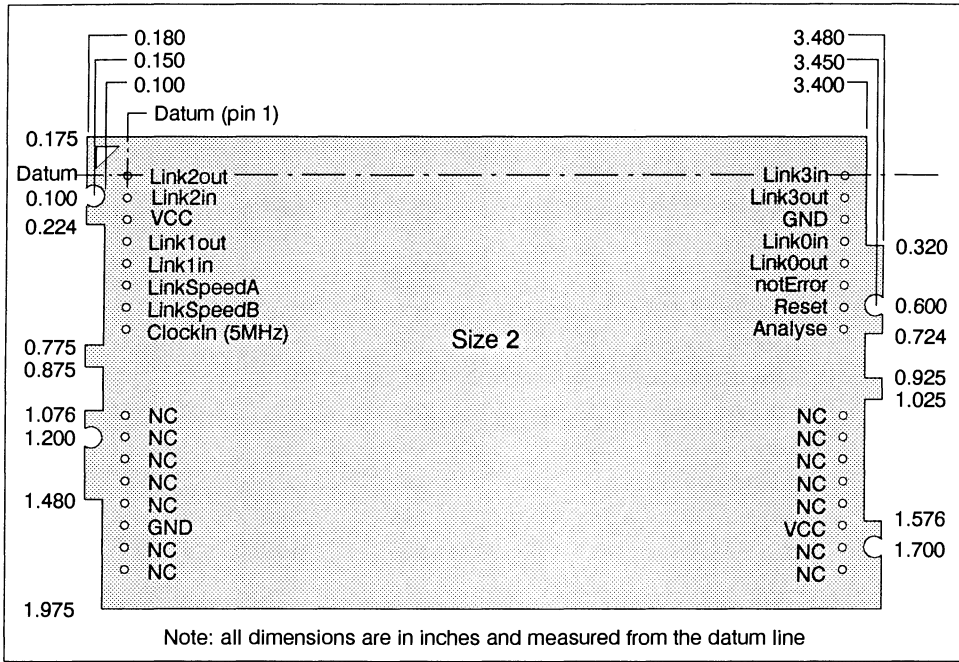 0.180 3.480
0.150 3.450
0.100 3.400
Datum (pin 1)
0.175
Datum Link2out Link3in
0.100 Link2in Link3out
0.224 VCC GND
Link1out Link0in 0.320
Link1in Link0out
LinkSpeedA notError
LinkSpeedB Reset 0.600
ClockIn (5MHz) Size 2 Analyse 0.724
0.775
0.875
0.925
1.025
1.076 NC NC
1.200 NC NC
NC NC
NC NC
1.480 NC NC
GND VCC 1.576
NC NC 1.700
NC NC
1.975
Note: all dimensions are in inches and measured from the datum line